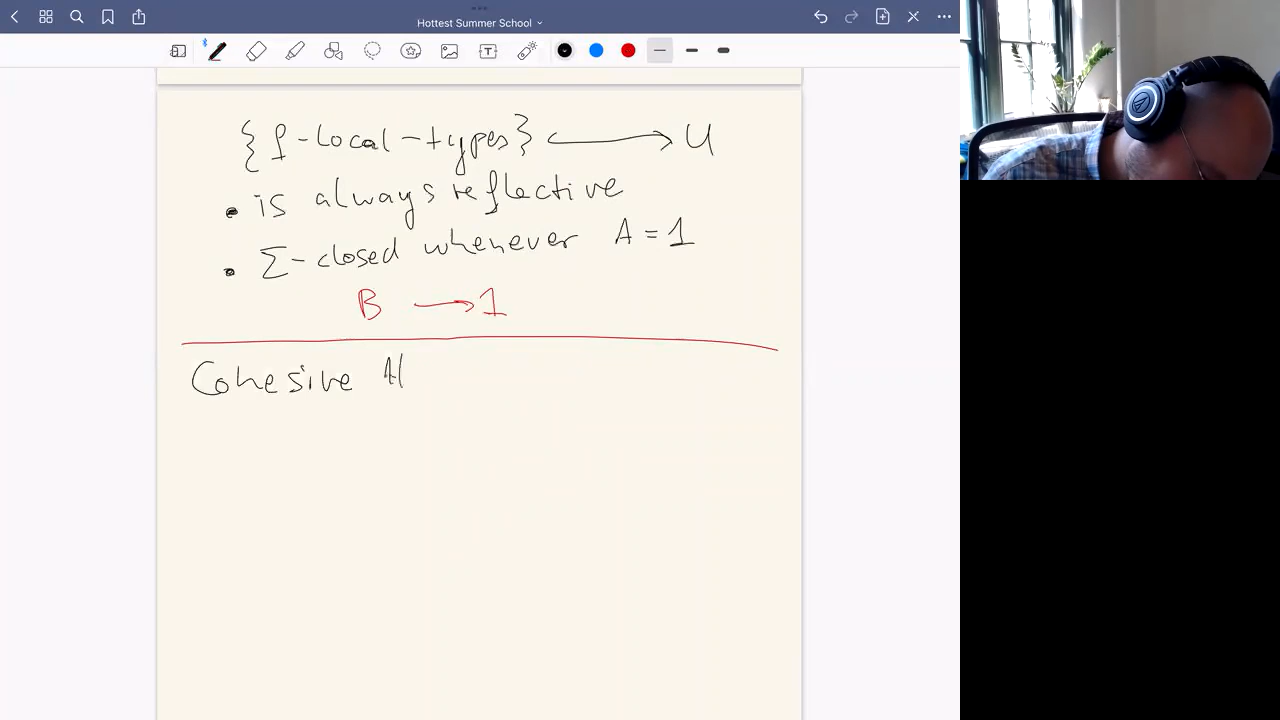 Hottest Summer School
{f-local-types} ⟶ U
• is always reflective
• Σ-closed whenever A = 1
B ⟶ 1
Cohesive H